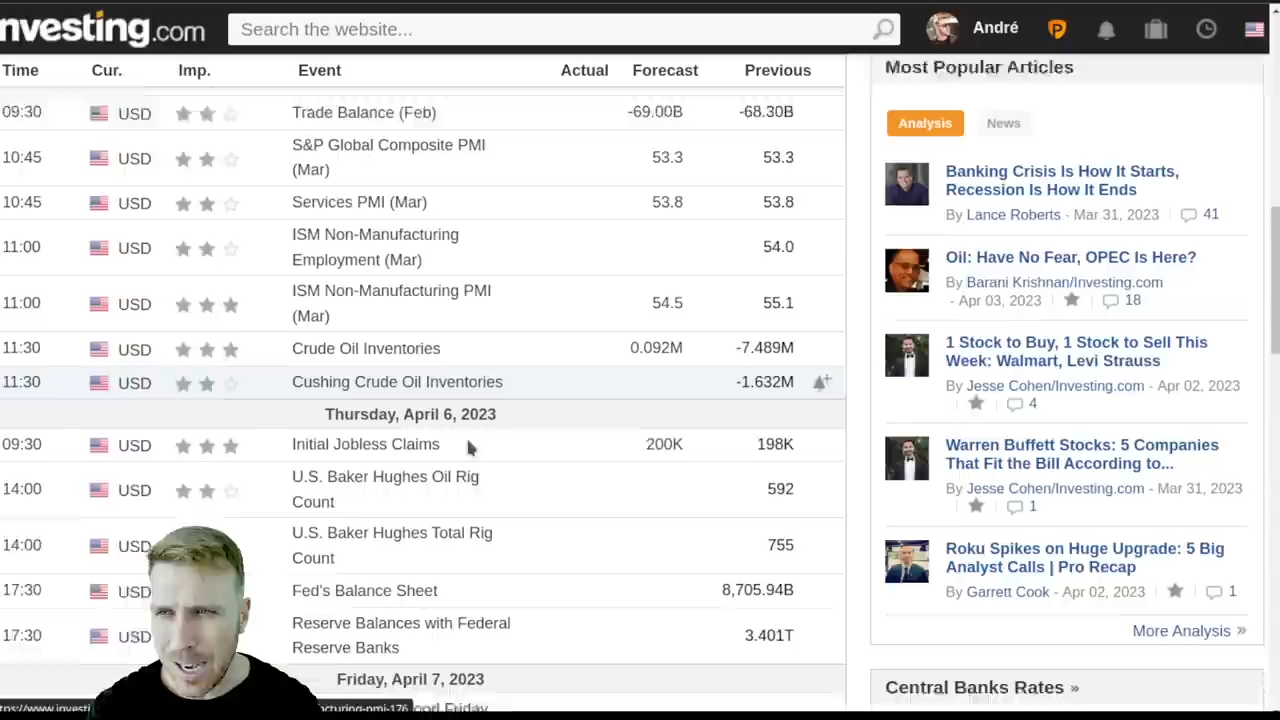 nvesting.com
Search the website...
André
Time Cur. Imp. Event Actual Forecast Previous
09:30 USD Trade Balance (Feb) -69.00B -68.30B
10:45 USD S&P Global Composite PMI (Mar) 53.3 53.3
10:45 USD Services PMI (Mar) 53.8 53.8
11:00 USD ISM Non-Manufacturing Employment (Mar) 54.0
11:00 USD ISM Non-Manufacturing PMI (Mar) 54.5 55.1
11:30 USD Crude Oil Inventories 0.092M -7.489M
11:30 USD Cushing Crude Oil Inventories -1.632M
Thursday, April 6, 2023
09:30 USD Initial Jobless Claims 200K 198K
14:00 USD U.S. Baker Hughes Oil Rig Count 592
14:00 USD U.S. Baker Hughes Total Rig Count 755
17:30 USD Fed's Balance Sheet 8,705.94B
17:30 USD Reserve Balances with Federal Reserve Banks 3.401T
Friday, April 7, 2023
Most Popular Articles
Analysis News
Banking Crisis Is How It Starts,
Recession Is How It Ends
By Lance Roberts - Mar 31, 2023 41
Oil: Have No Fear, OPEC Is Here?
By Barani Krishnan/Investing.com
- Apr 03, 2023 18
1 Stock to Buy, 1 Stock to Sell This
Week: Walmart, Levi Strauss
By Jesse Cohen/Investing.com - Apr 02, 2023
4
Warren Buffett Stocks: 5 Companies
That Fit the Bill According to...
By Jesse Cohen/Investing.com - Mar 31, 2023
1
Roku Spikes on Huge Upgrade: 5 Big
Analyst Calls | Pro Recap
By Garrett Cook - Apr 02, 2023 1
More Analysis »
Central Banks Rates »